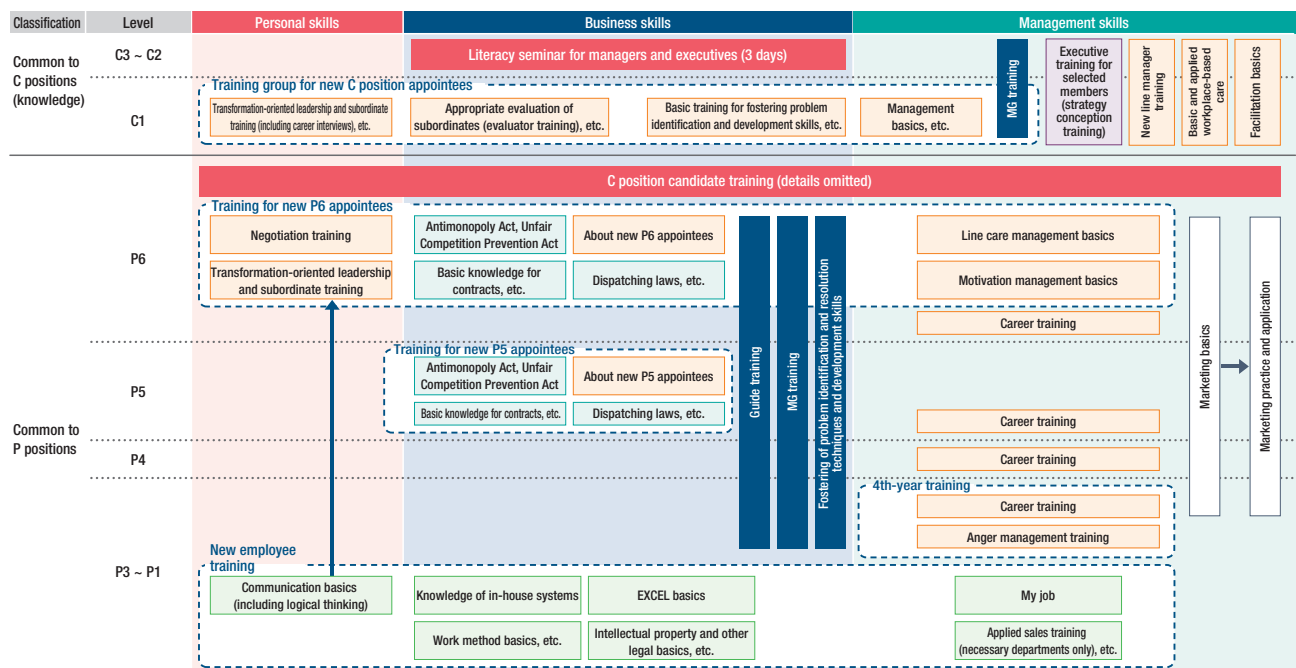 Classification
Level
Personal skills
Business skills
Management skills
Common to
C positions
(knowledge)
C3 ~ C2
C1
Literacy seminar for managers and executives (3 days)
Training group for new C position appointees
Transformation-oriented leadership and subordinate
training (including career interviews), etc.
Appropriate evaluation of
subordinates (evaluator training), etc.
Basic training for fostering problem
identification and development skills, etc.
Management
basics, etc.
MG training
Executive
training for
selected
members
(strategy
conception
training)
New line manager
training
Basic and applied
workplace-based
care
Facilitation basics
C position candidate training (details omitted)
Common to
P positions
P6
Training for new P6 appointees
Negotiation training
Transformation-oriented leadership
and subordinate training
Antimonopoly Act, Unfair
Competition Prevention Act
About new P6 appointees
Basic knowledge for
contracts, etc.
Dispatching laws, etc.
Guide training
MG training
Fostering of problem identification and resolution
techniques and development skills
Line care management basics
Motivation management basics
Career training
Marketing basics
Marketing practice and application
P5
Training for new P5 appointees
Antimonopoly Act, Unfair
Competition Prevention Act
About new P5 appointees
Basic knowledge for contracts, etc.
Dispatching laws, etc.
Career training
P4
Career training
P3 ~ P1
4th-year training
Career training
Anger management training
New employee
training
Communication basics
(including logical thinking)
Knowledge of in-house systems
EXCEL basics
My job
Work method basics, etc.
Intellectual property and other
legal basics, etc.
Applied sales training
(necessary departments only), etc.